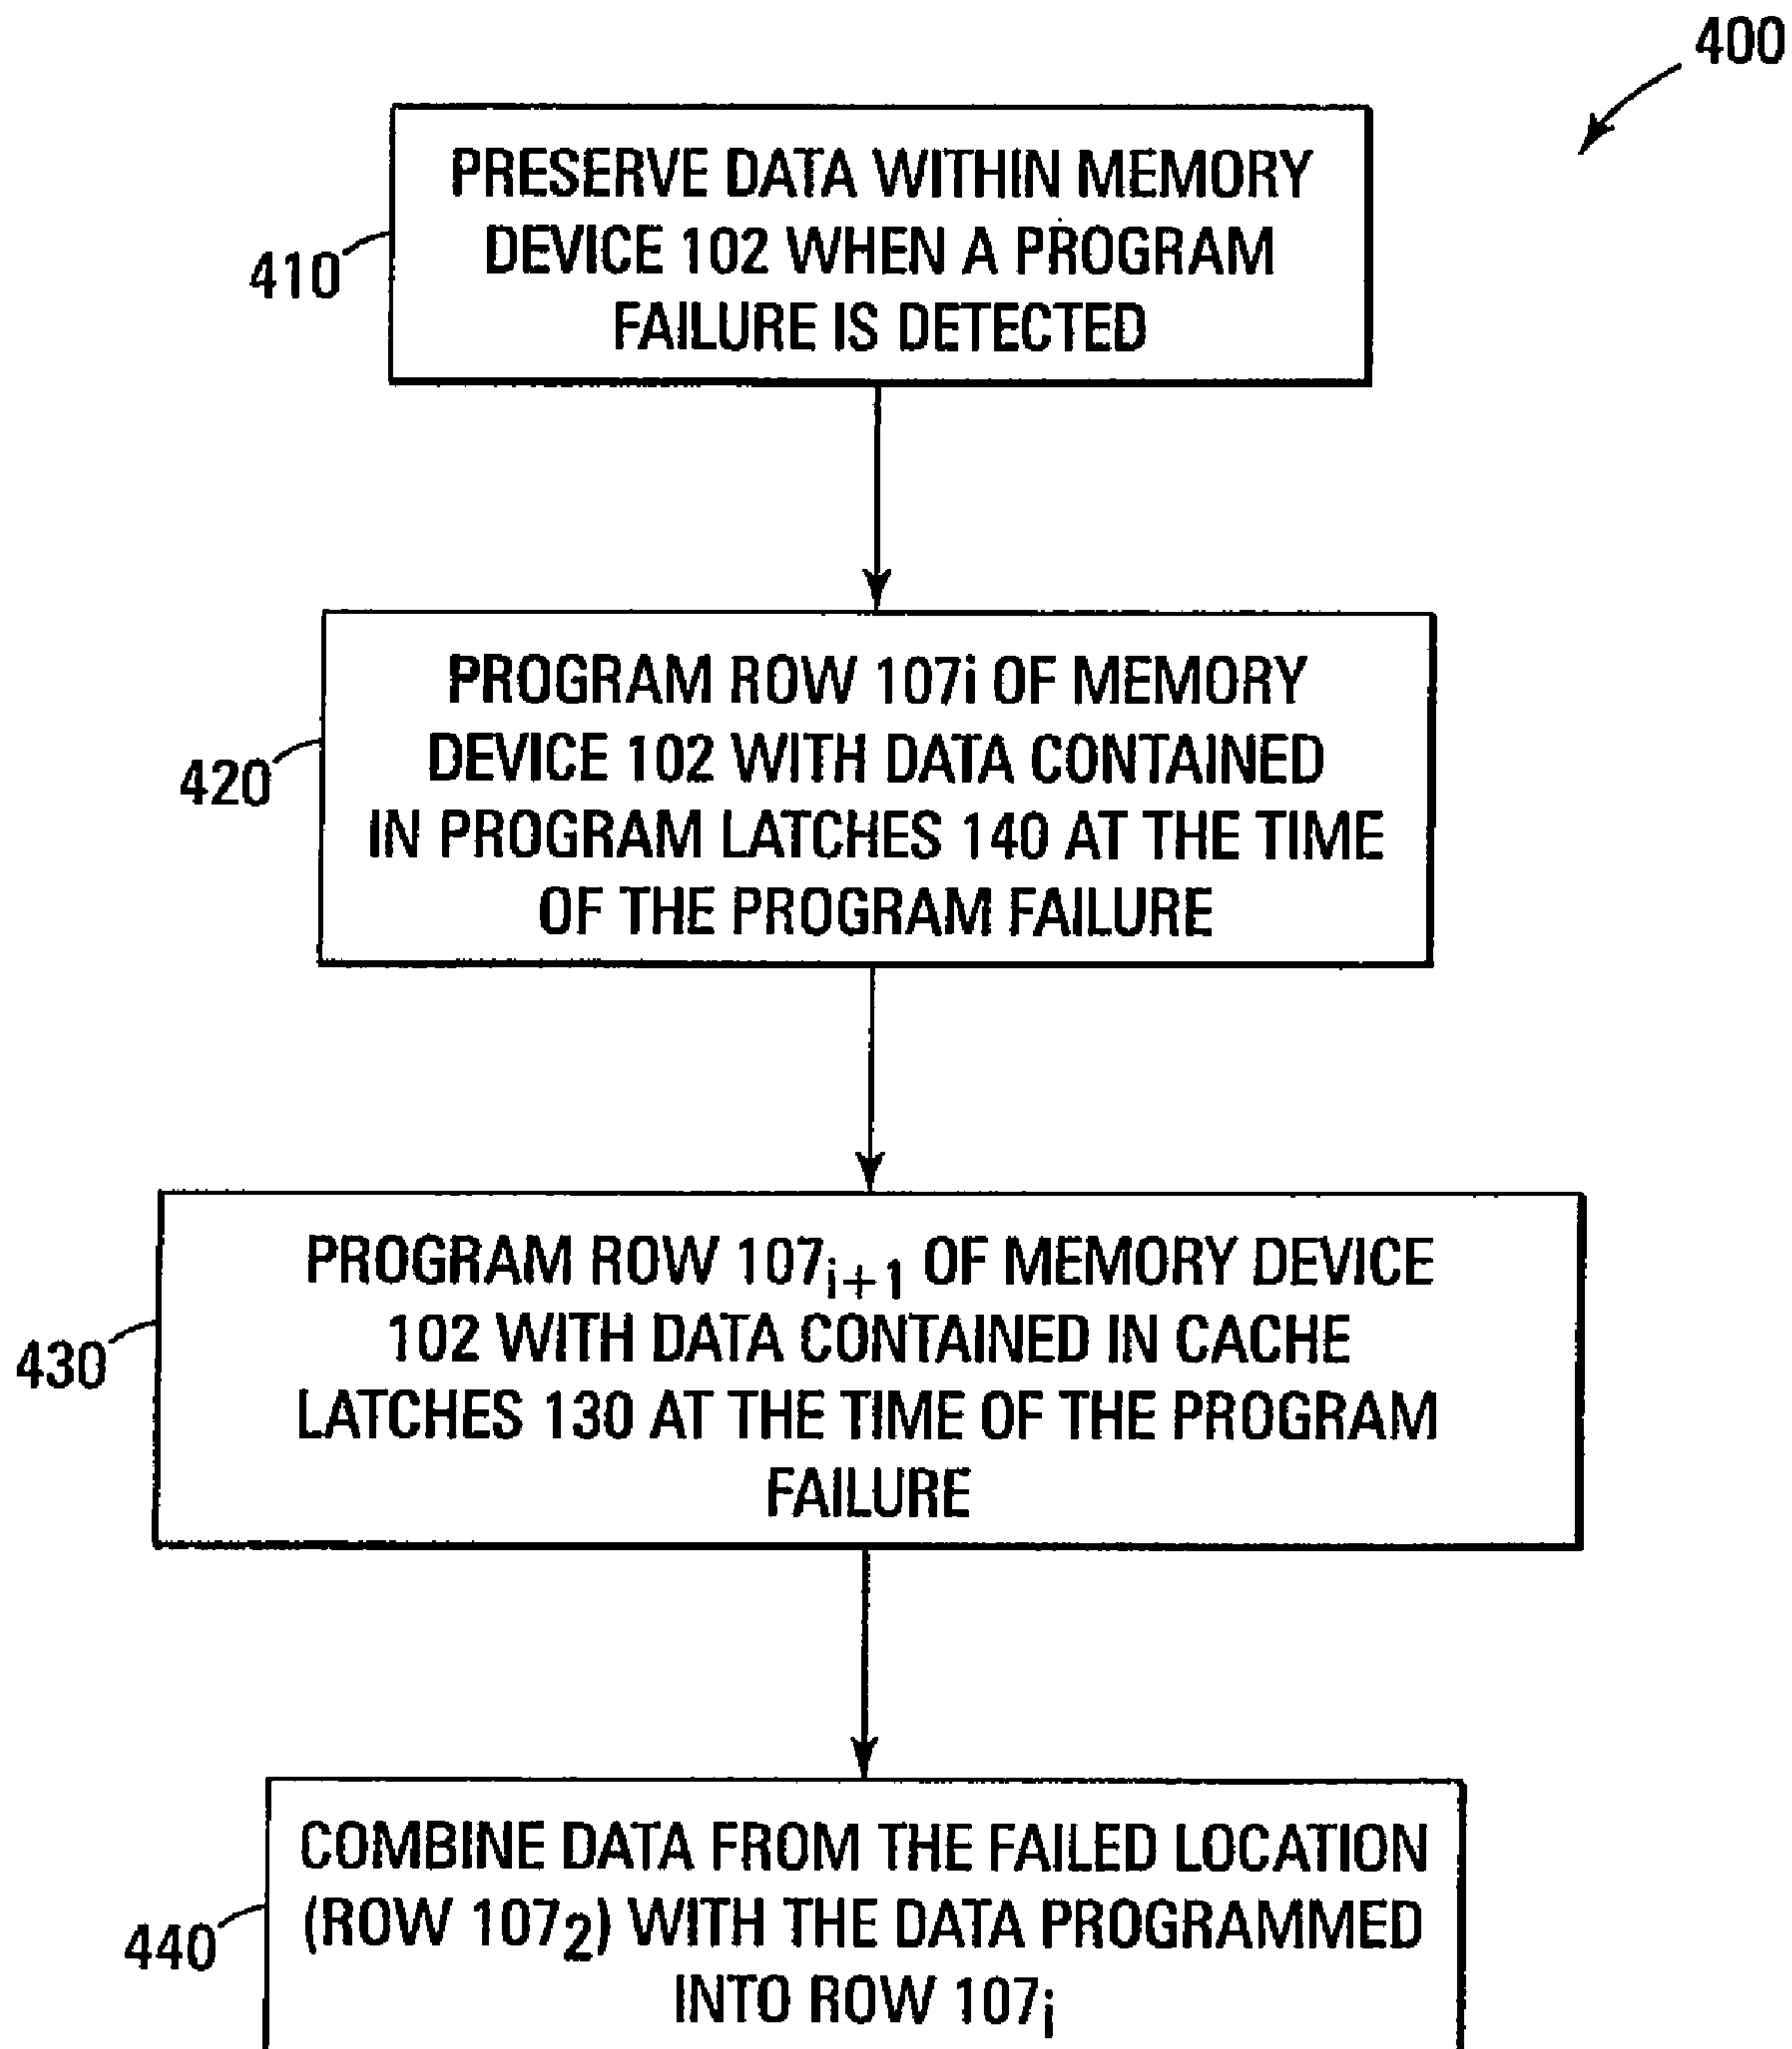 400
PRESERVE DATA WITHIN MEMORY
DEVICE 102 WHEN A PROGRAM
FAILURE IS DETECTED
410
PROGRAM ROW 107i OF MEMORY
DEVICE 102 WITH DATA CONTAINED
IN PROGRAM LATCHES 140 AT THE TIME
OF THE PROGRAM FAILURE
420
PROGRAM ROW 107i+1 OF MEMORY DEVICE
102 WITH DATA CONTAINED IN CACHE
LATCHES 130 AT THE TIME OF THE PROGRAM
FAILURE
430
COMBINE DATA FROM THE FAILED LOCATION
(ROW 1072) WITH THE DATA PROGRAMMED
INTO ROW 107i
440